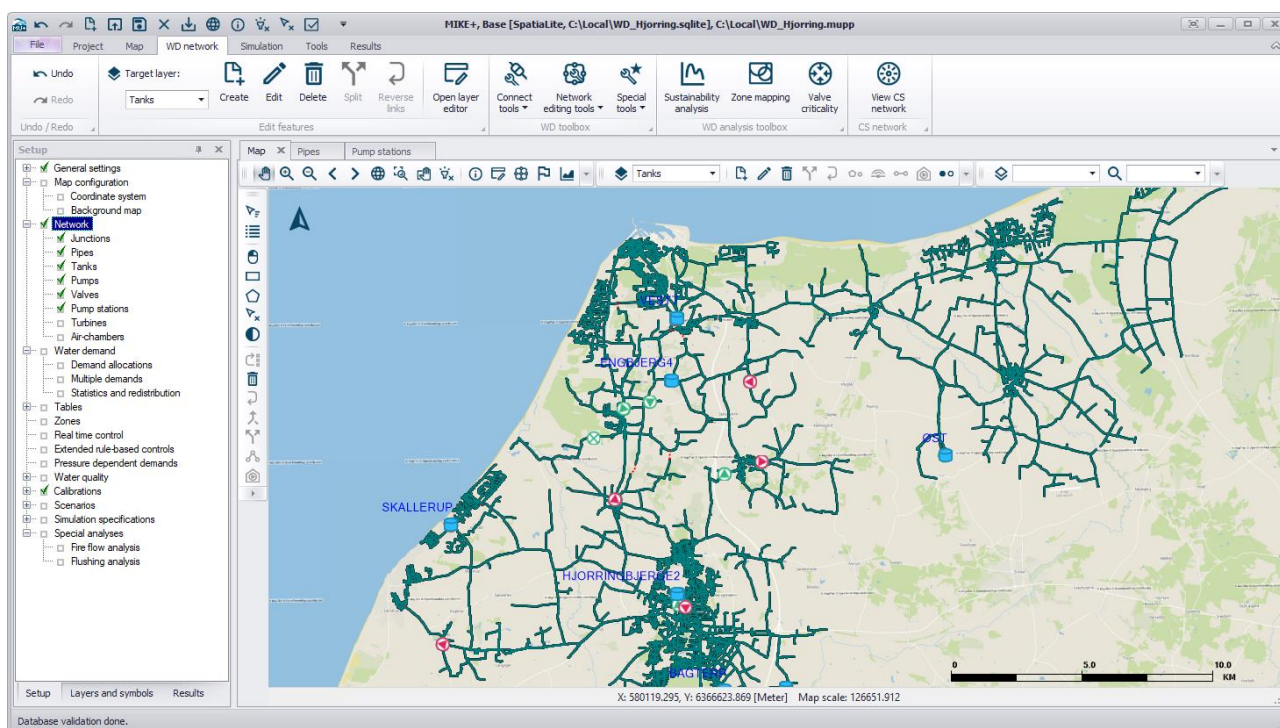 MIKE+, Base [SpatiaLite, C:\Local\WD_Hjorring.sqlite], C:\Local\WD_Hjorring.mupp
File Project Map WD network Simulation Tools Results
Undo
Redo
Undo / Redo
Target layer:
Tanks
Create
Edit
Delete
Split
Reverse links
Edit features
Open layer editor
Connect tools
Network editing tools
Special tools
WD toolbox
Sustainability analysis
Zone mapping
Valve criticality
WD analysis toolbox
View CS network
CS network
Setup
General settings
Map configuration
Coordinate system
Background map
Network
Junctions
Pipes
Tanks
Pumps
Valves
Pump stations
Turbines
Air-chambers
Water demand
Demand allocations
Multiple demands
Statistics and redistribution
Tables
Zones
Real time control
Extended rule-based controls
Pressure dependent demands
Water quality
Calibrations
Scenarios
Simulation specifications
Special analyses
Fire flow analysis
Flushing analysis
Setup Layers and symbols Results
Map Pipes Pump stations
Tanks
ENGBJERG4
ØST
SKALLERUP
HJORRINGBJERGE2
BAGTERP
0 5.0 10.0
KM
X: 580119.295, Y: 6366623.869 [Meter] Map scale: 126651.912
Database validation done.